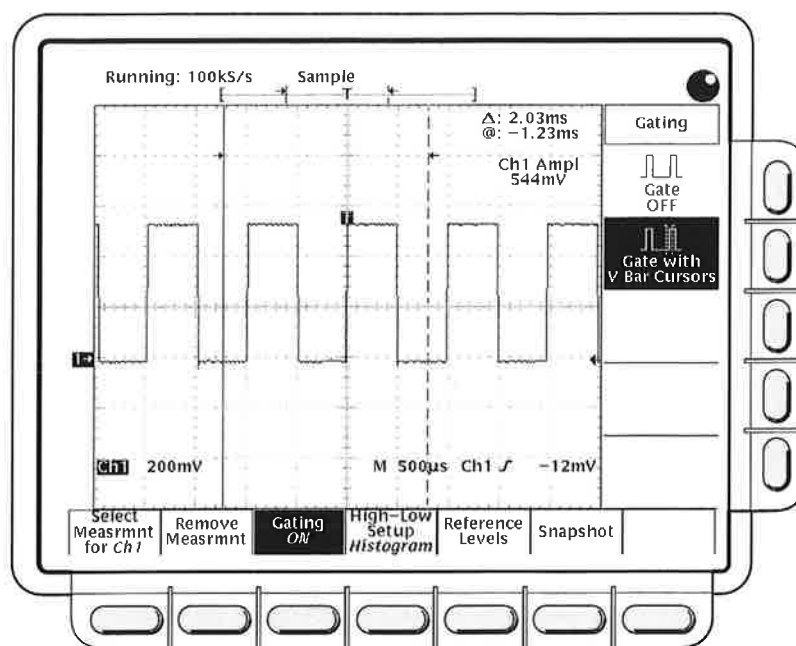 Running: 100kS/s Sample
T
Δ: 2.03ms
@: −1.23ms
Ch1 Ampl
544mV
Gating
Gate
OFF
Gate with
V Bar Cursors
T
1
Ch1 200mV M 500µs Ch1 −12mV
Select
Measrmnt
for Ch1
Remove
Measrmnt
Gating
ON
High–Low
Setup
Histogram
Reference
Levels
Snapshot